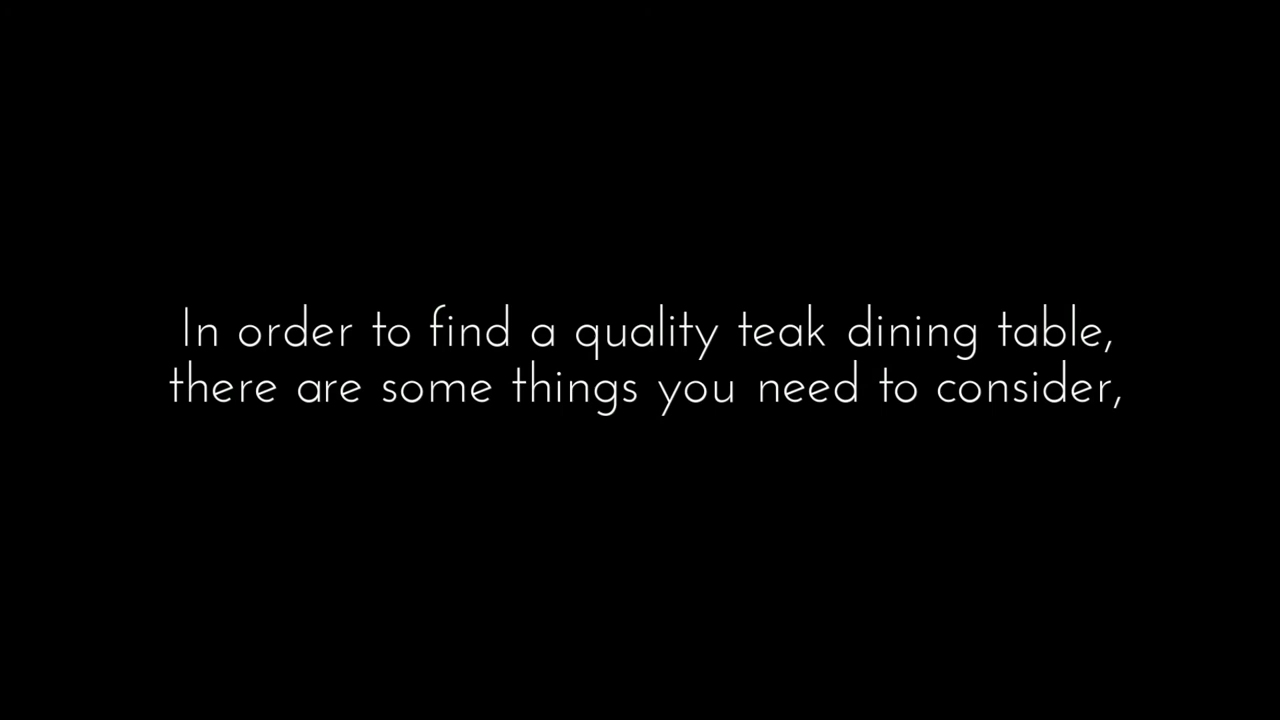 In order to find a quality teak dining table,
there are some things you need to consider,